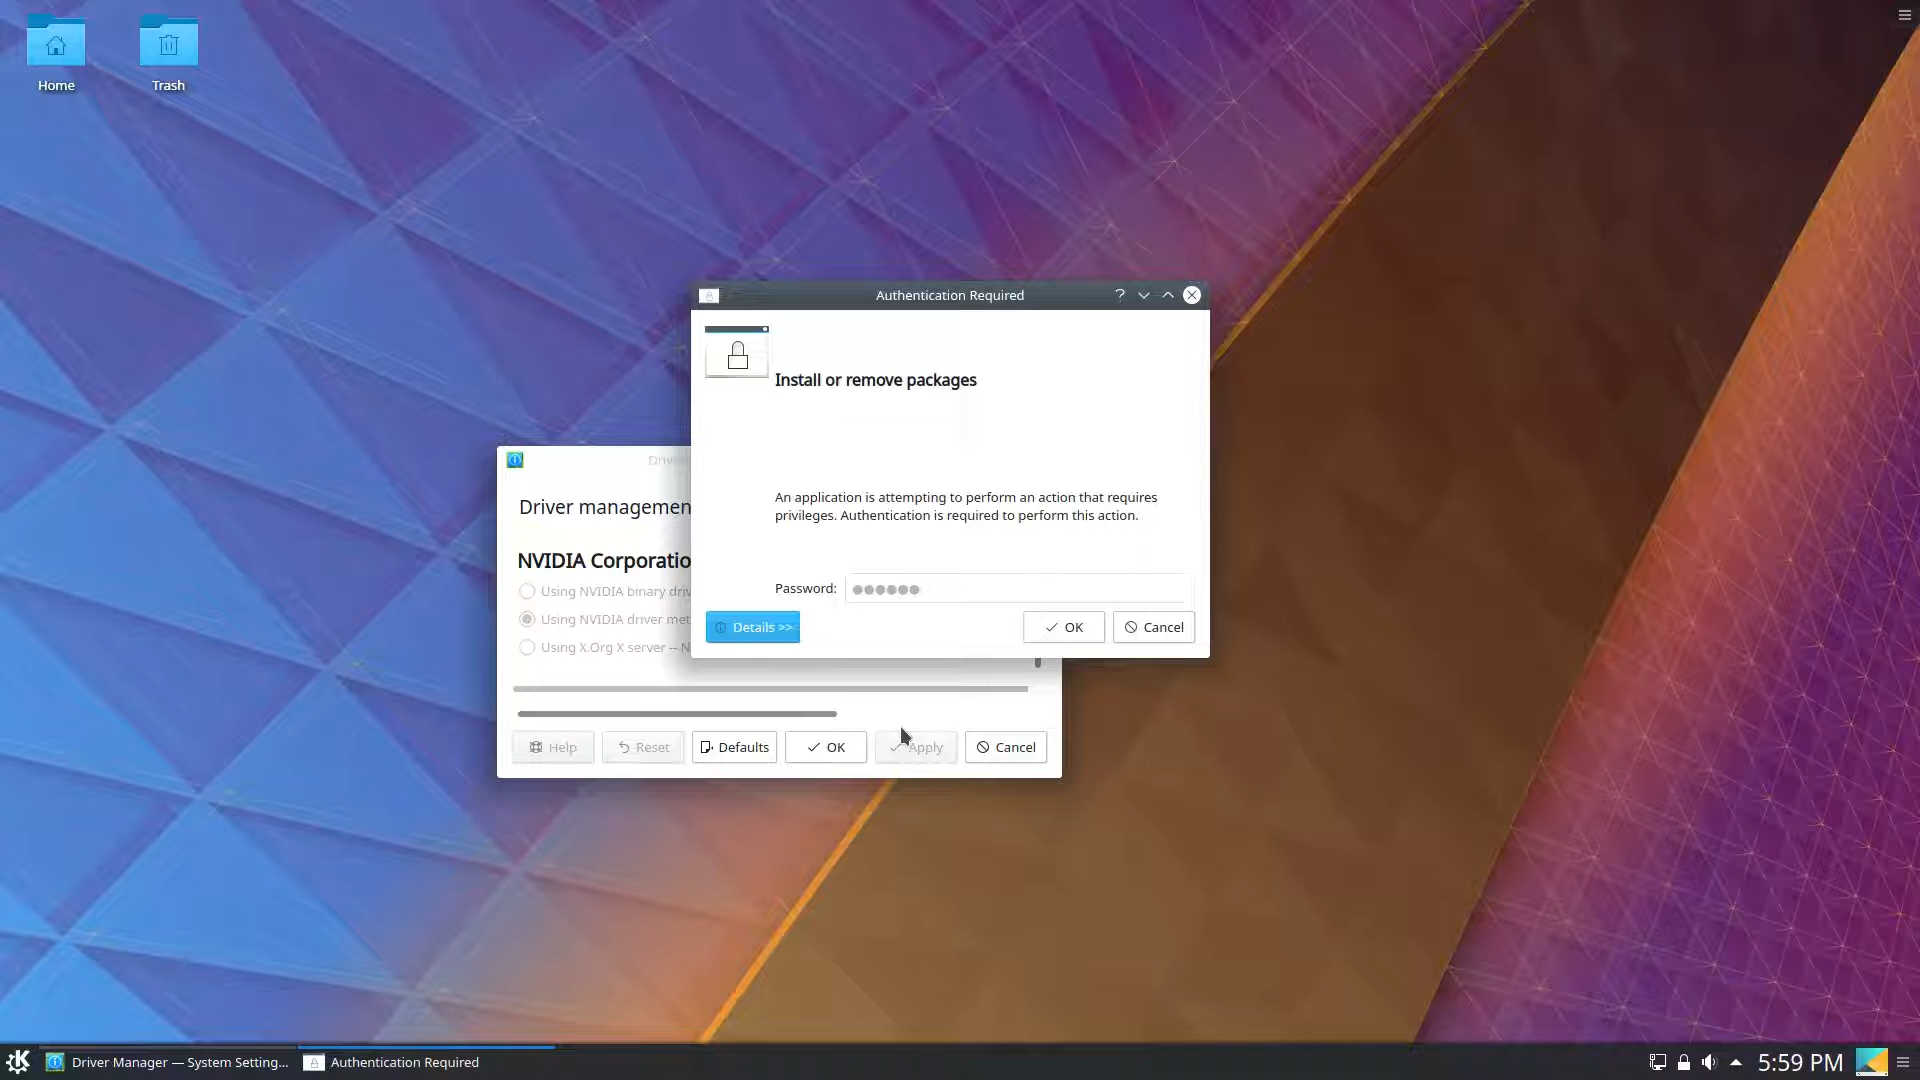 Home
Trash
Authentication Required
Install or remove packages
An application is attempting to perform an action that requires
privileges. Authentication is required to perform this action.
Password:
Details >>
OK
Cancel
Driver managemen
NVIDIA Corporatio
Using NVIDIA binary driv
Using NVIDIA driver met
Using X.Org X server -- N
Help
Reset
Defaults
OK
Apply
Cancel
Driver Manager — System Setting...
Authentication Required
5:59 PM